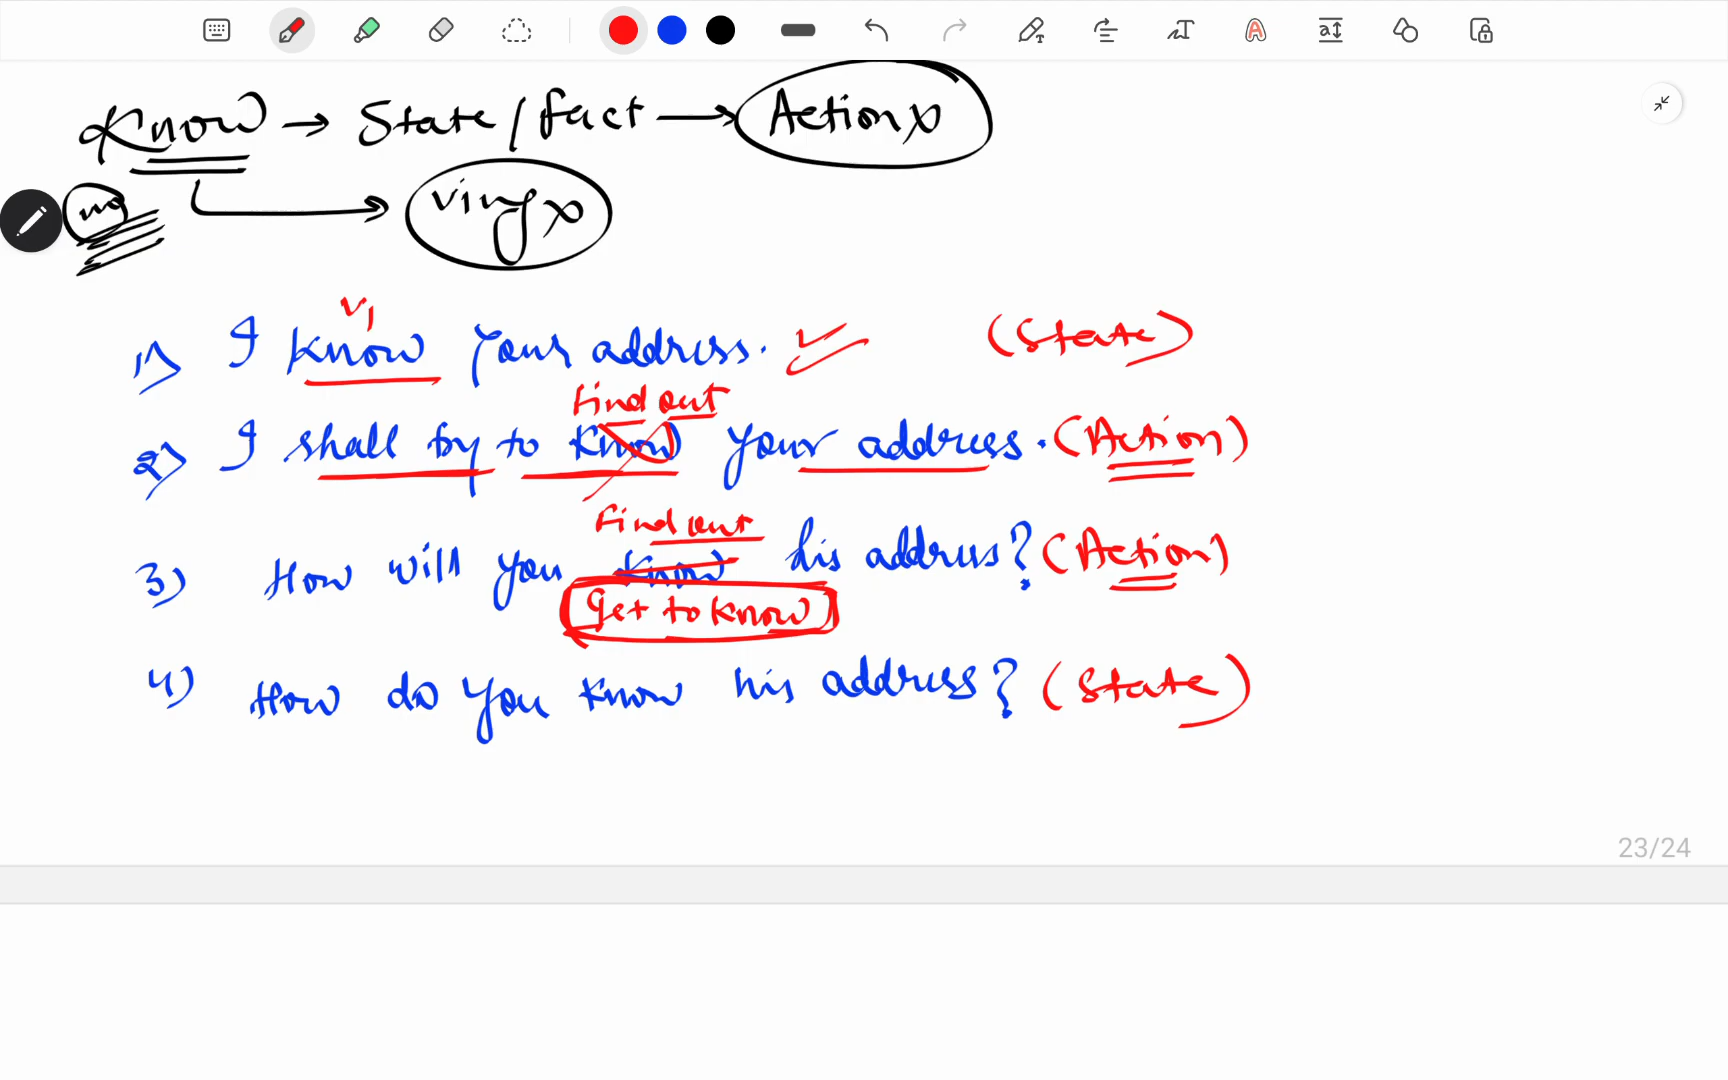 Know → State / fact → Action x
ving x
V1
1) I know your address. (State)
find out
2) I shall try to know your address. (Action)
find out
3) How will you know his address? (Action)
get to know
4) How do you know his address? (State)
23/24